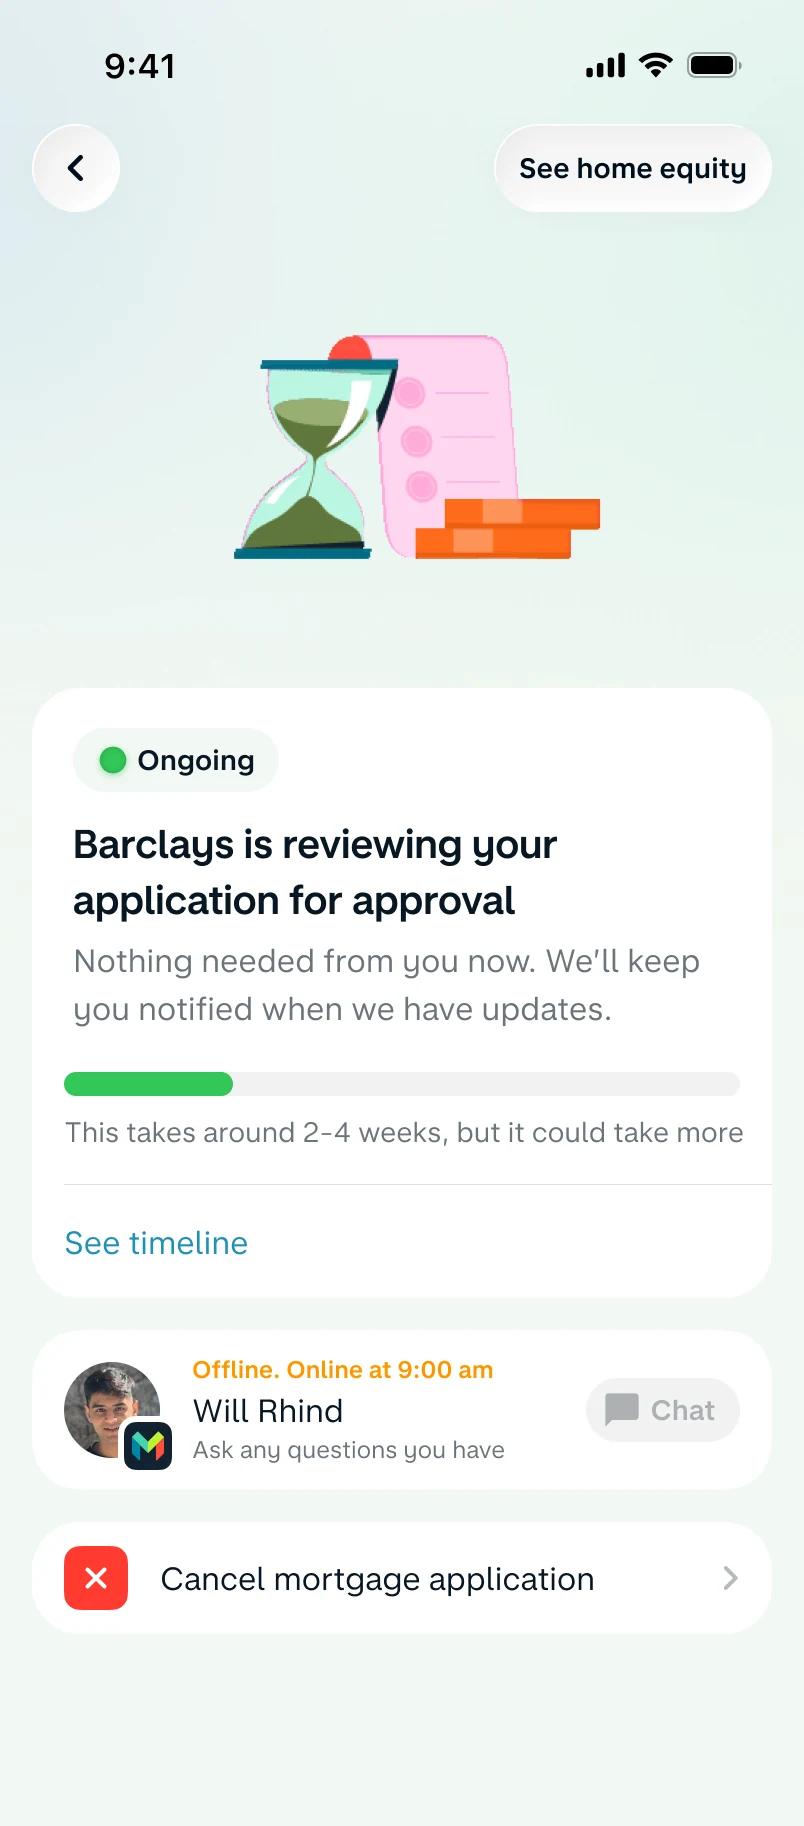 9:41
See home equity
Ongoing
Barclays is reviewing your
application for approval
Nothing needed from you now. We’ll keep
you notified when we have updates.
This takes around 2-4 weeks, but it could take more
See timeline
Offline. Online at 9:00 am
Will Rhind
Ask any questions you have
Chat
Cancel mortgage application